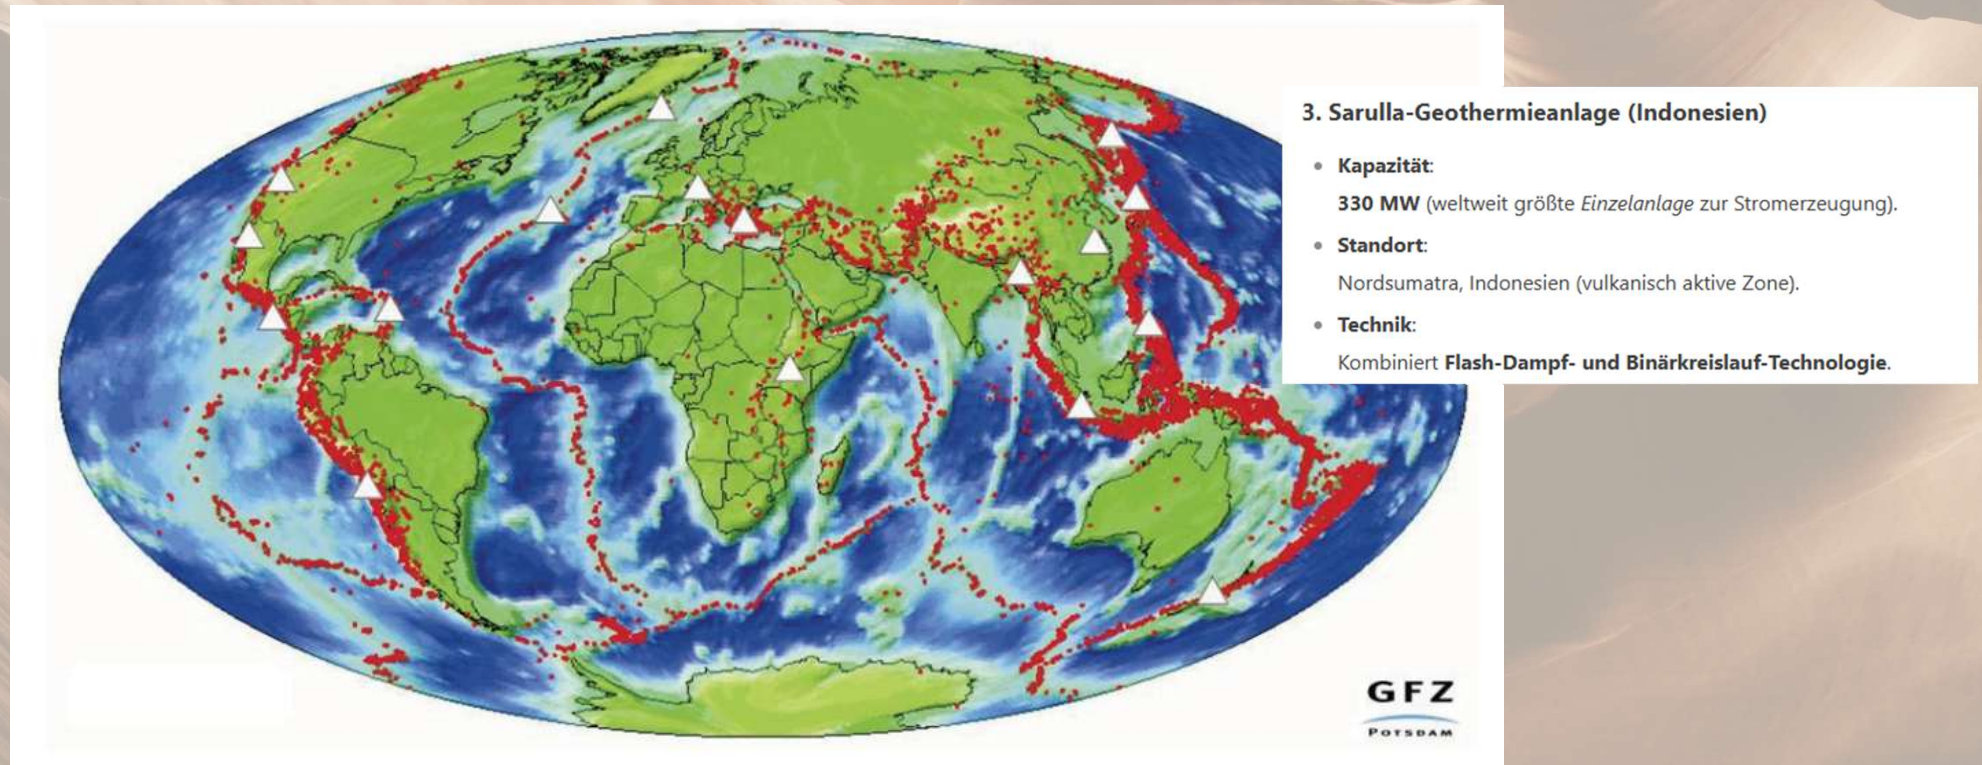 3. Sarulla-Geothermieanlage (Indonesien)
Kapazität:
330 MW (weltweit größte Einzelanlage zur Stromerzeugung).
Standort:
Nordsumatra, Indonesien (vulkanisch aktive Zone).
Technik:
Kombiniert Flash-Dampf- und Binärkreislauf-Technologie.
GFZ
POTSDAM